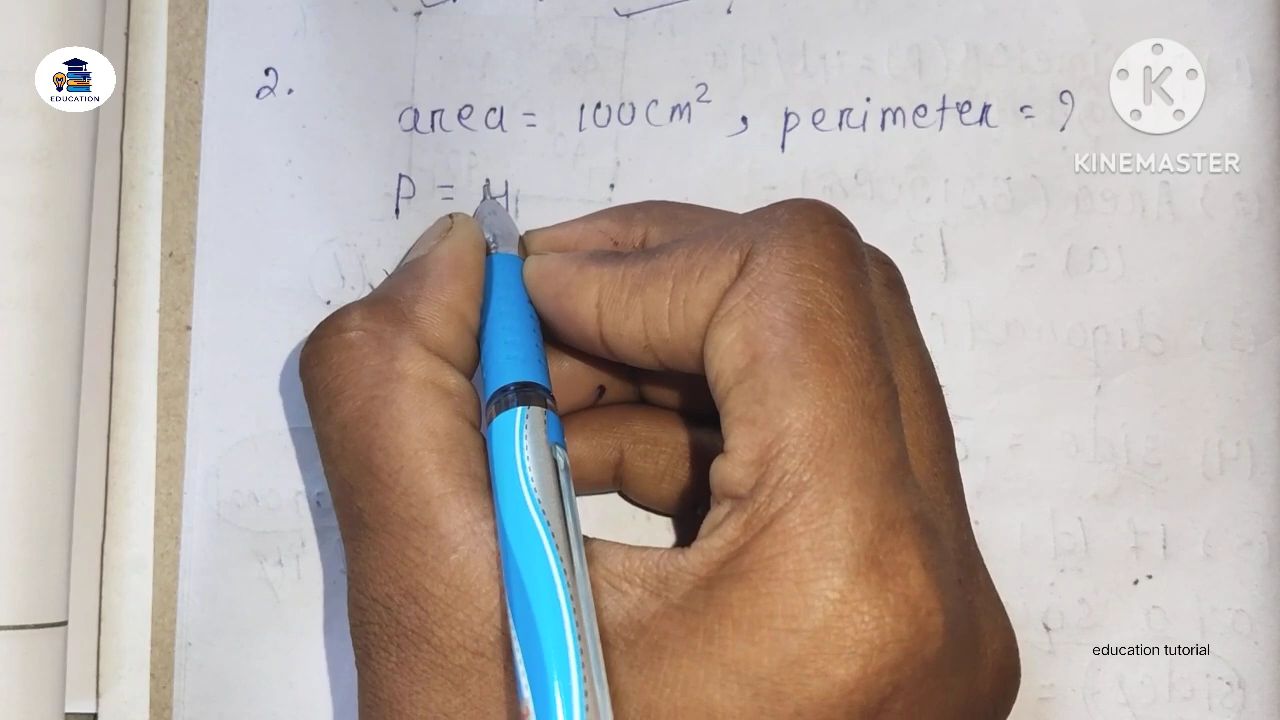 2.
area = 100cm², perimeter = ?
P = 4
EDUCATION
K
KINEMASTER
education tutorial